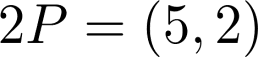 2P = (5, 2)